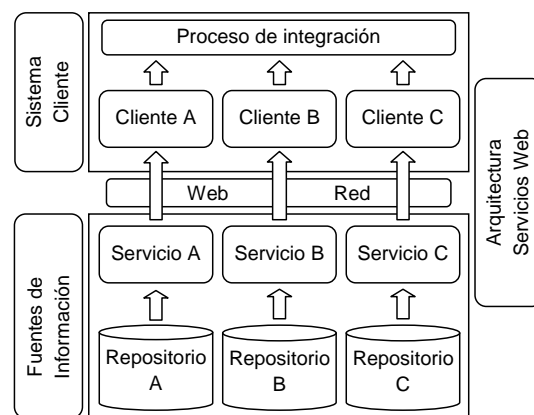 Proceso de integración
Sistema
Cliente
Cliente A
Cliente B
Cliente C
Web
Red
Arquitectura
Servicios Web
Fuentes de
Información
Servicio A
Servicio B
Servicio C
Repositorio
A
Repositorio
B
Repositorio
C